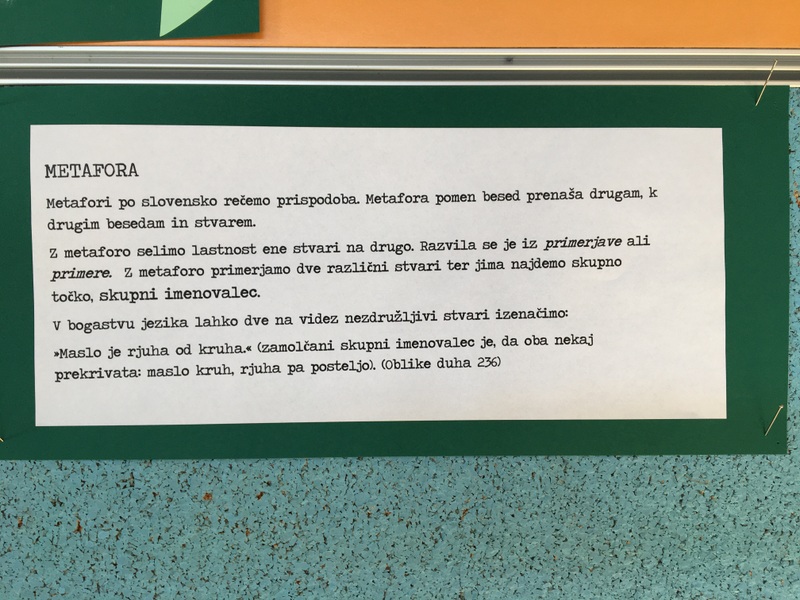 METAFORA
Metafori po slovensko rečemo prispodoba. Metafora pomen besed prenaša drugam, k
drugim besedam in stvarem.
Z metaforo selimo lastnost ene stvari na drugo. Razvila se je iz primerjave ali
primere. Z metaforo primerjamo dve različni stvari ter jima najdemo skupno
točko, skupni imenovalec.
V bogastvu jezika lahko dve na videz nezdružljivi stvari izenačimo:
»Maslo je rjuha od kruha.« (zamolčani skupni imenovalec je, da oba nekaj
prekrivata: maslo kruh, rjuha pa posteljo). (Oblike duha 236)